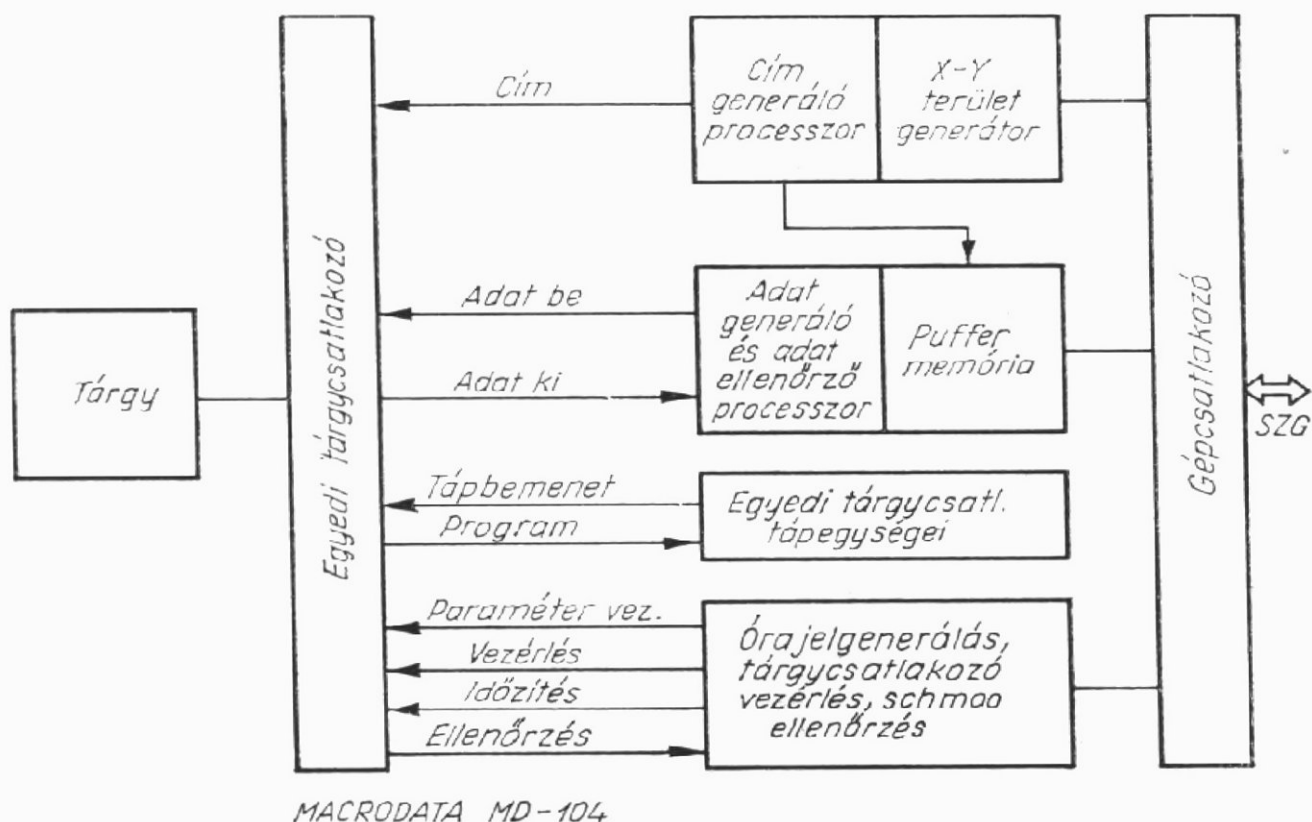 Cím
Cím
generáló
processzor
X-Y
terület
generátor
Tárgy
Egyedi tárgycsatlakozó
Adat be
Adat ki
Adat
generáló
és adat
ellenőrző
processzor
Puffer
memória
Gépcsatlakozó
SZG
Tápbemenet
Program
Egyedi tárgycsatl.
tápegységei
Paraméter vez.
Vezérlés
Időzítés
Ellenőrzés
Órajelgenerálás,
tárgycsatlakozó
vezérlés, schmoo
ellenőrzés
MACRODATA MD-104